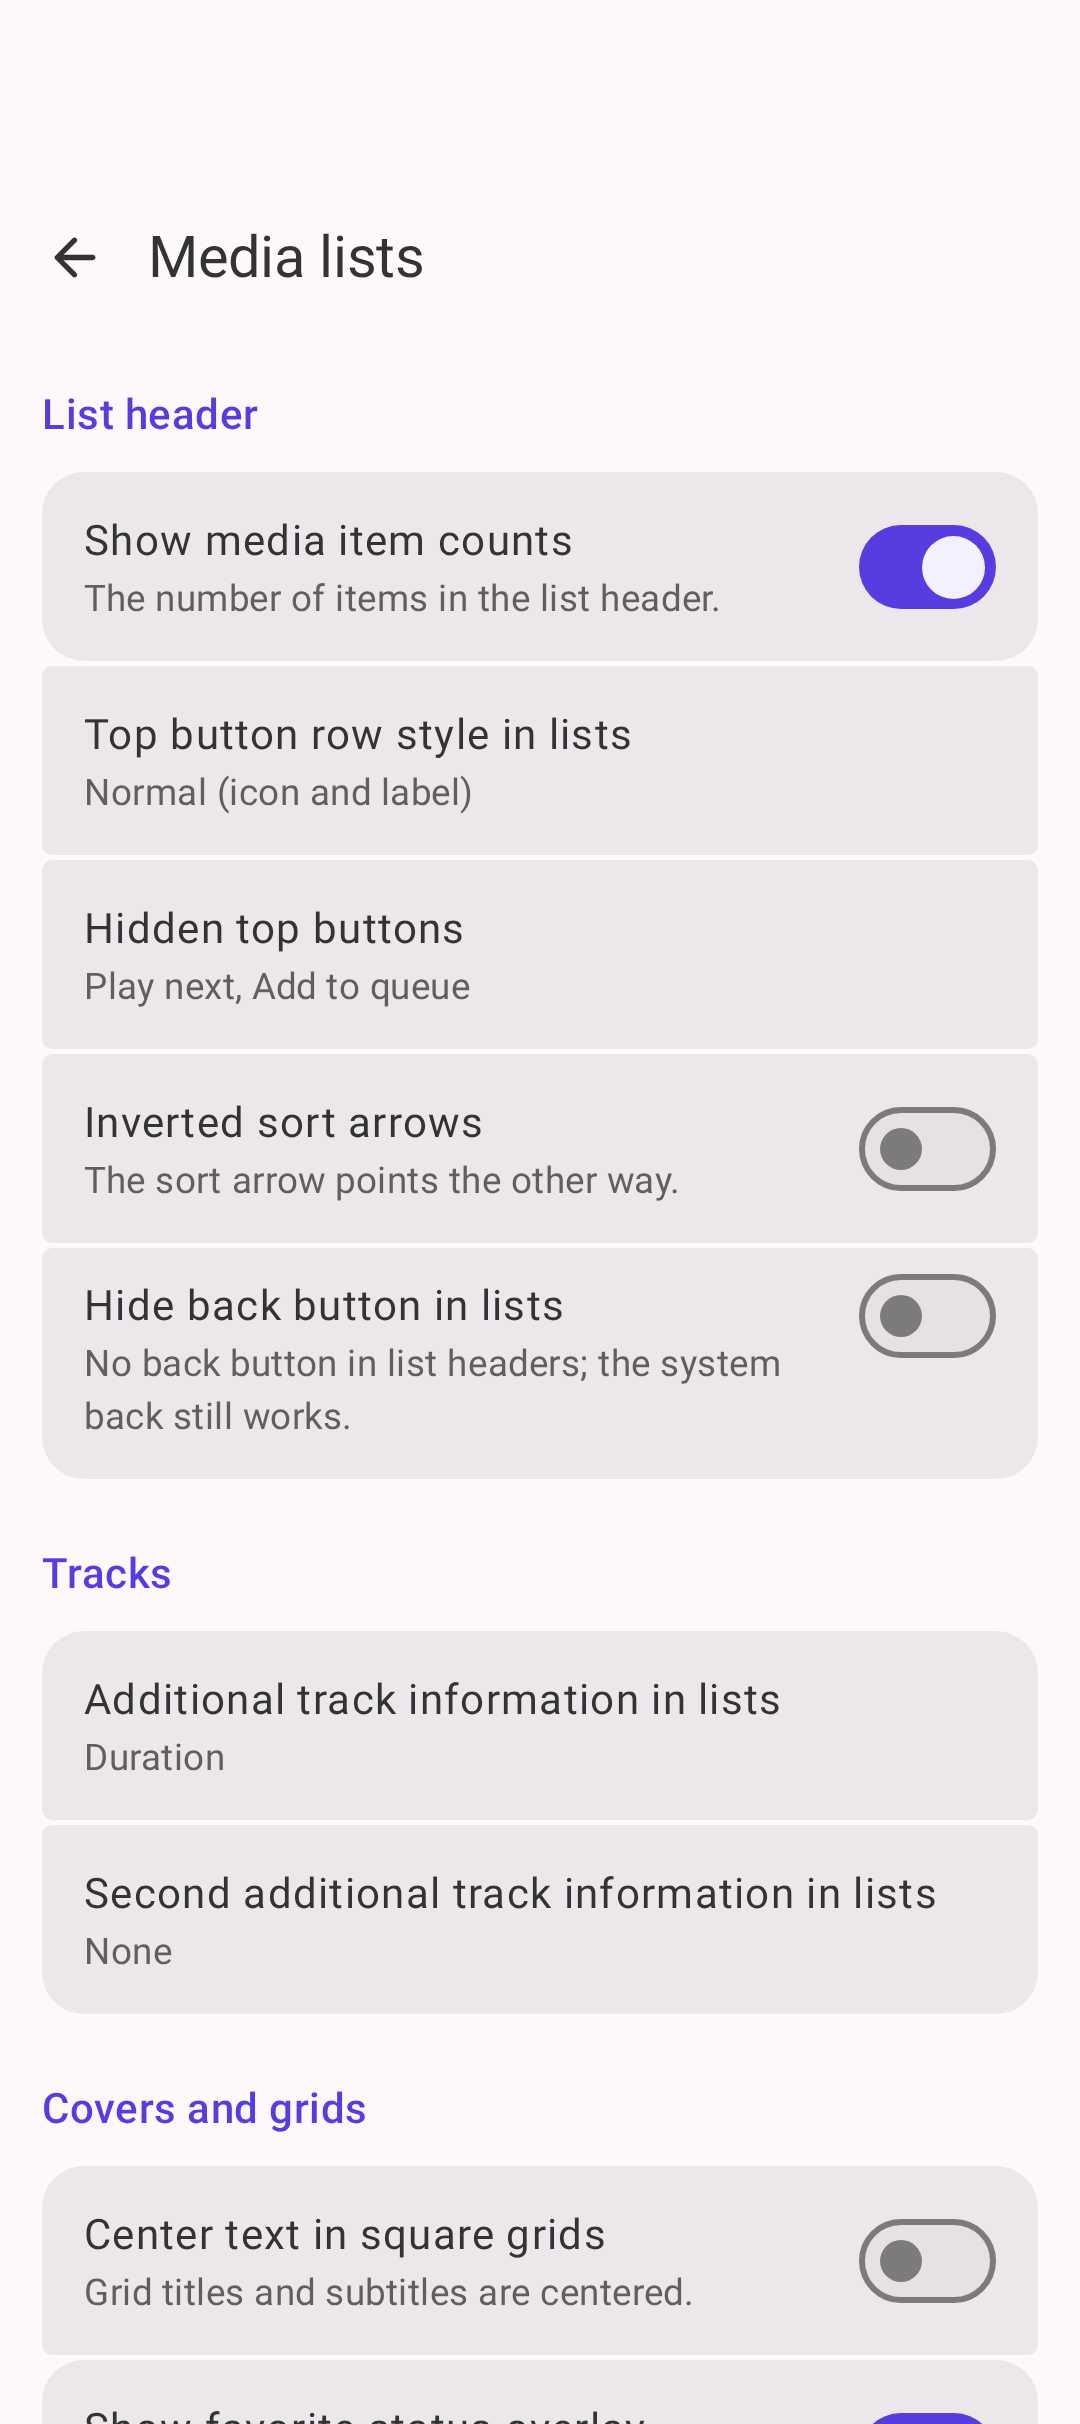 Media lists
List header
Show media item counts
The number of items in the list header.
Top button row style in lists
Normal (icon and label)
Hidden top buttons
Play next, Add to queue
Inverted sort arrows
The sort arrow points the other way.
Hide back button in lists
No back button in list headers; the system
back still works.
Tracks
Additional track information in lists
Duration
Second additional track information in lists
None
Covers and grids
Center text in square grids
Grid titles and subtitles are centered.
Show favorite status overlay